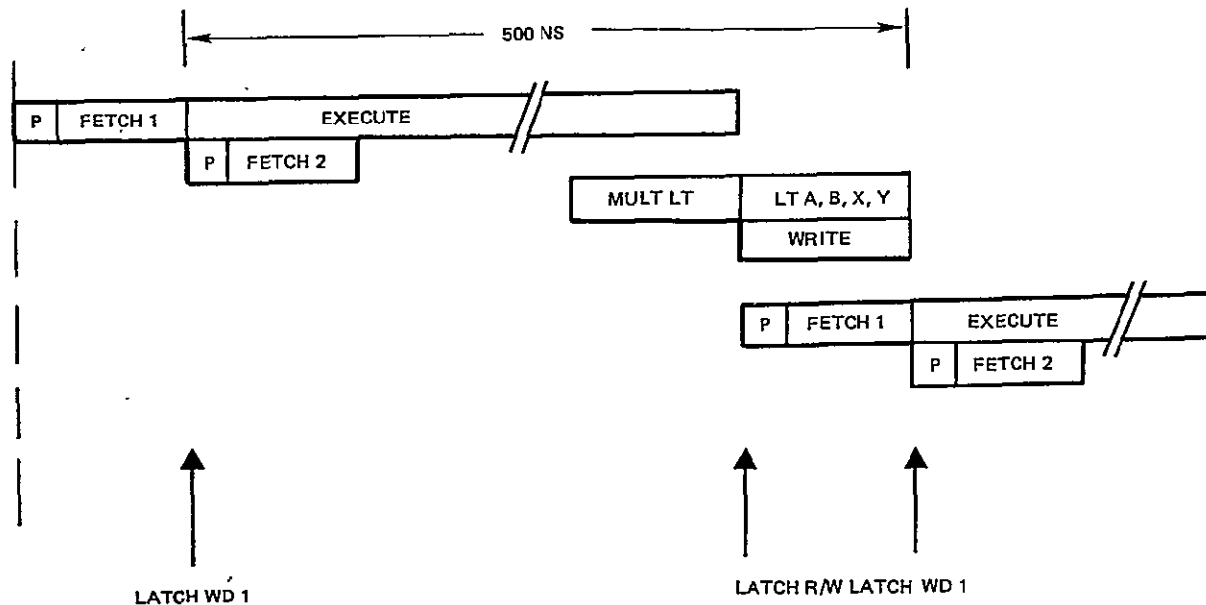 500 NS
P FETCH 1 EXECUTE
P FETCH 2
MULT LT LT A, B, X, Y
WRITE
P FETCH 1 EXECUTE
P FETCH 2
LATCH WD 1 LATCH R/W LATCH WD 1